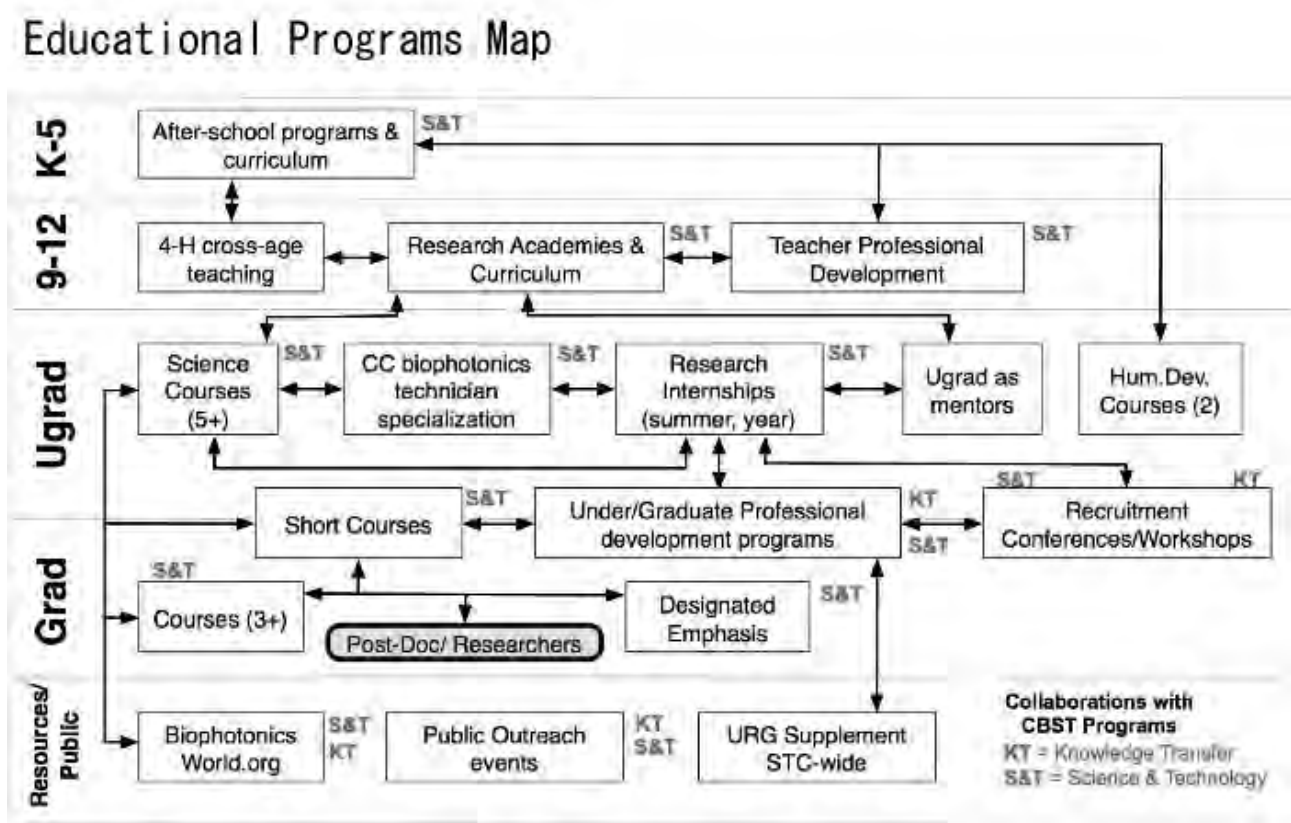 Educational Programs Map
K-5
After-school programs &
curriculum
S&T
9-12
4-H cross-age
teaching
Research Academies &
Curriculum
S&T
Teacher Professional
Development
S&T
Ugrad
Science
Courses
(5+)
S&T
CC biophotonics
technician
specialization
S&T
Research
Internships
(summer, year)
S&T
Ugrad as
mentors
Hum.Dev.
Courses (2)
Short Courses
S&T
Under/Graduate Professional
development programs
KT
S&T
S&T
KT
Recruitment
Conferences/Workshops
Grad
S&T
Courses (3+)
Post-Doc/ Researchers
Designated
Emphasis
S&T
Resources/
Public
Biophotonics
World.org
S&T
KT
Public Outreach
events
KT
S&T
URG Supplement
STC-wide
Collaborations with
CBST Programs
KT = Knowledge Transfer
S&T = Science & Technology